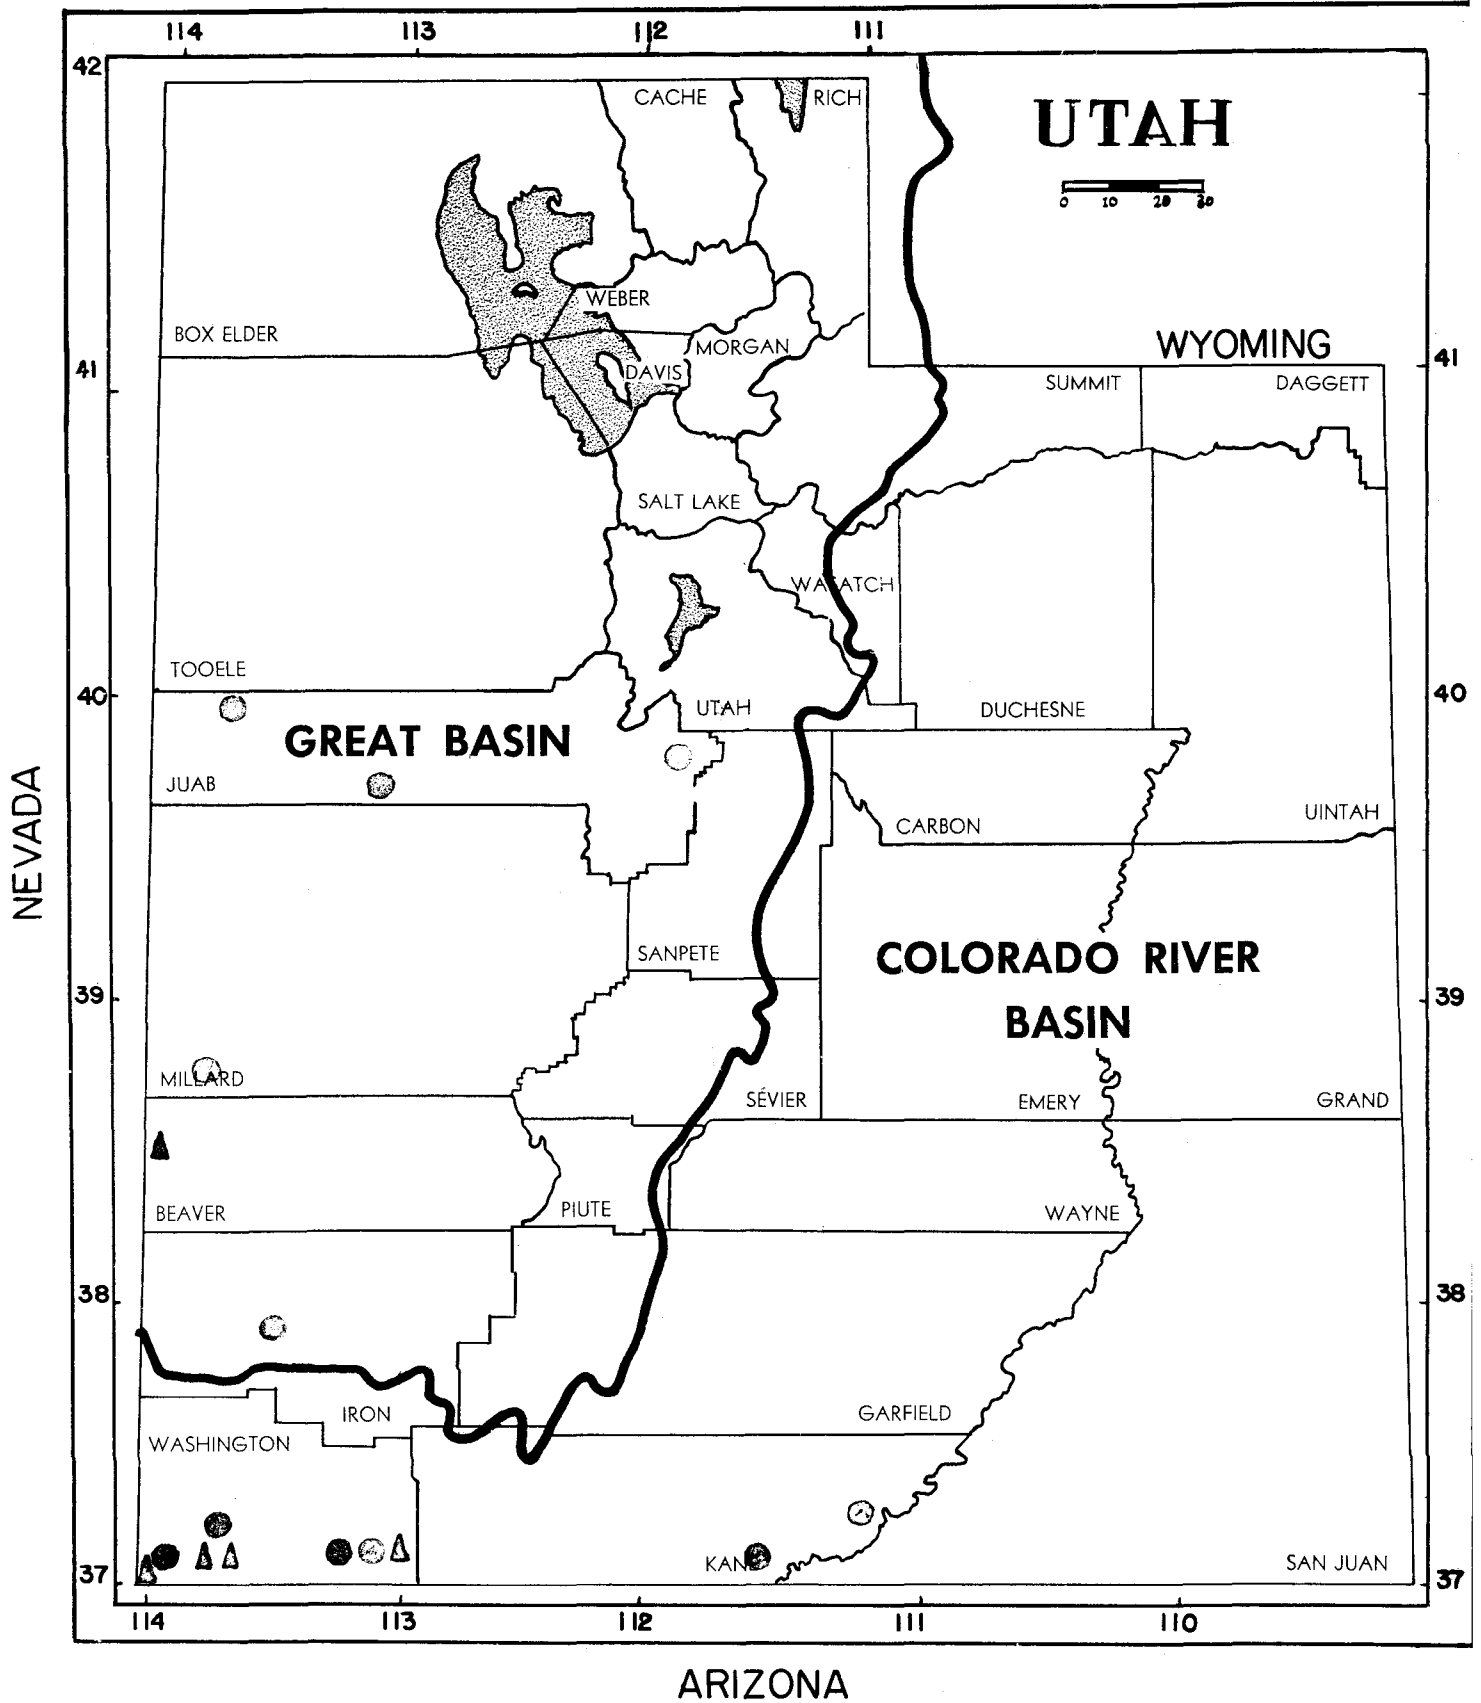 114 113 112 111
42
CACHE RICH
UTAH
0 10 20 30
WEBER
BOX ELDER
MORGAN
WYOMING
DAVIS
41 41
SUMMIT DAGGETT
SALT LAKE
WASATCH
TOOELE
40 40
UTAH DUCHESNE
GREAT BASIN
JUAB
NEVADA
CARBON UINTAH
SANPETE
COLORADO RIVER
BASIN
39 39
MILLARD
SÉVIER EMERY GRAND
BEAVER PIUTE WAYNE
38 38
IRON GARFIELD
WASHINGTON
SAN JUAN
37 37
114 113 112 111 110
ARIZONA